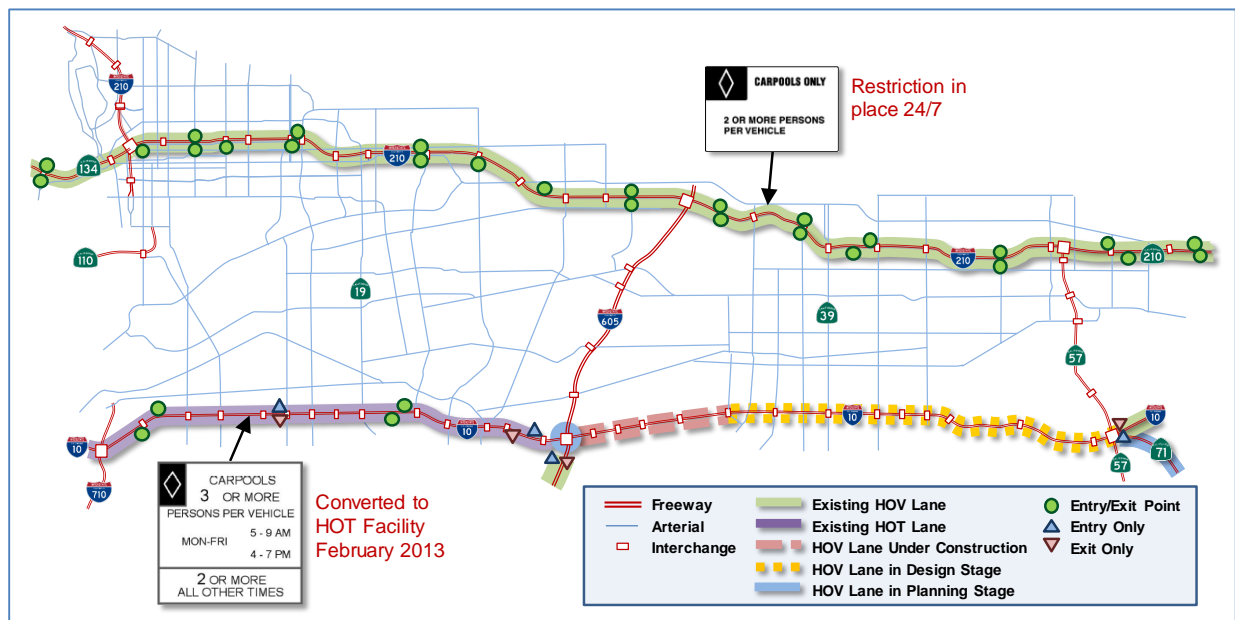 210
CARPOOLS ONLY
2 OR MORE PERSONS
PER VEHICLE
Restriction in
place 24/7
134
210
210
210
110
19
605
39
57
10
10
10
10
710
57
71
CARPOOLS
3 OR MORE
PERSONS PER VEHICLE
MON-FRI
5 - 9 AM
4 - 7 PM
2 OR MORE
ALL OTHER TIMES
Converted to
HOT Facility
February 2013
Freeway
Arterial
Interchange
Existing HOV Lane
Existing HOT Lane
HOV Lane Under Construction
HOV Lane in Design Stage
HOV Lane in Planning Stage
Entry/Exit Point
Entry Only
Exit Only